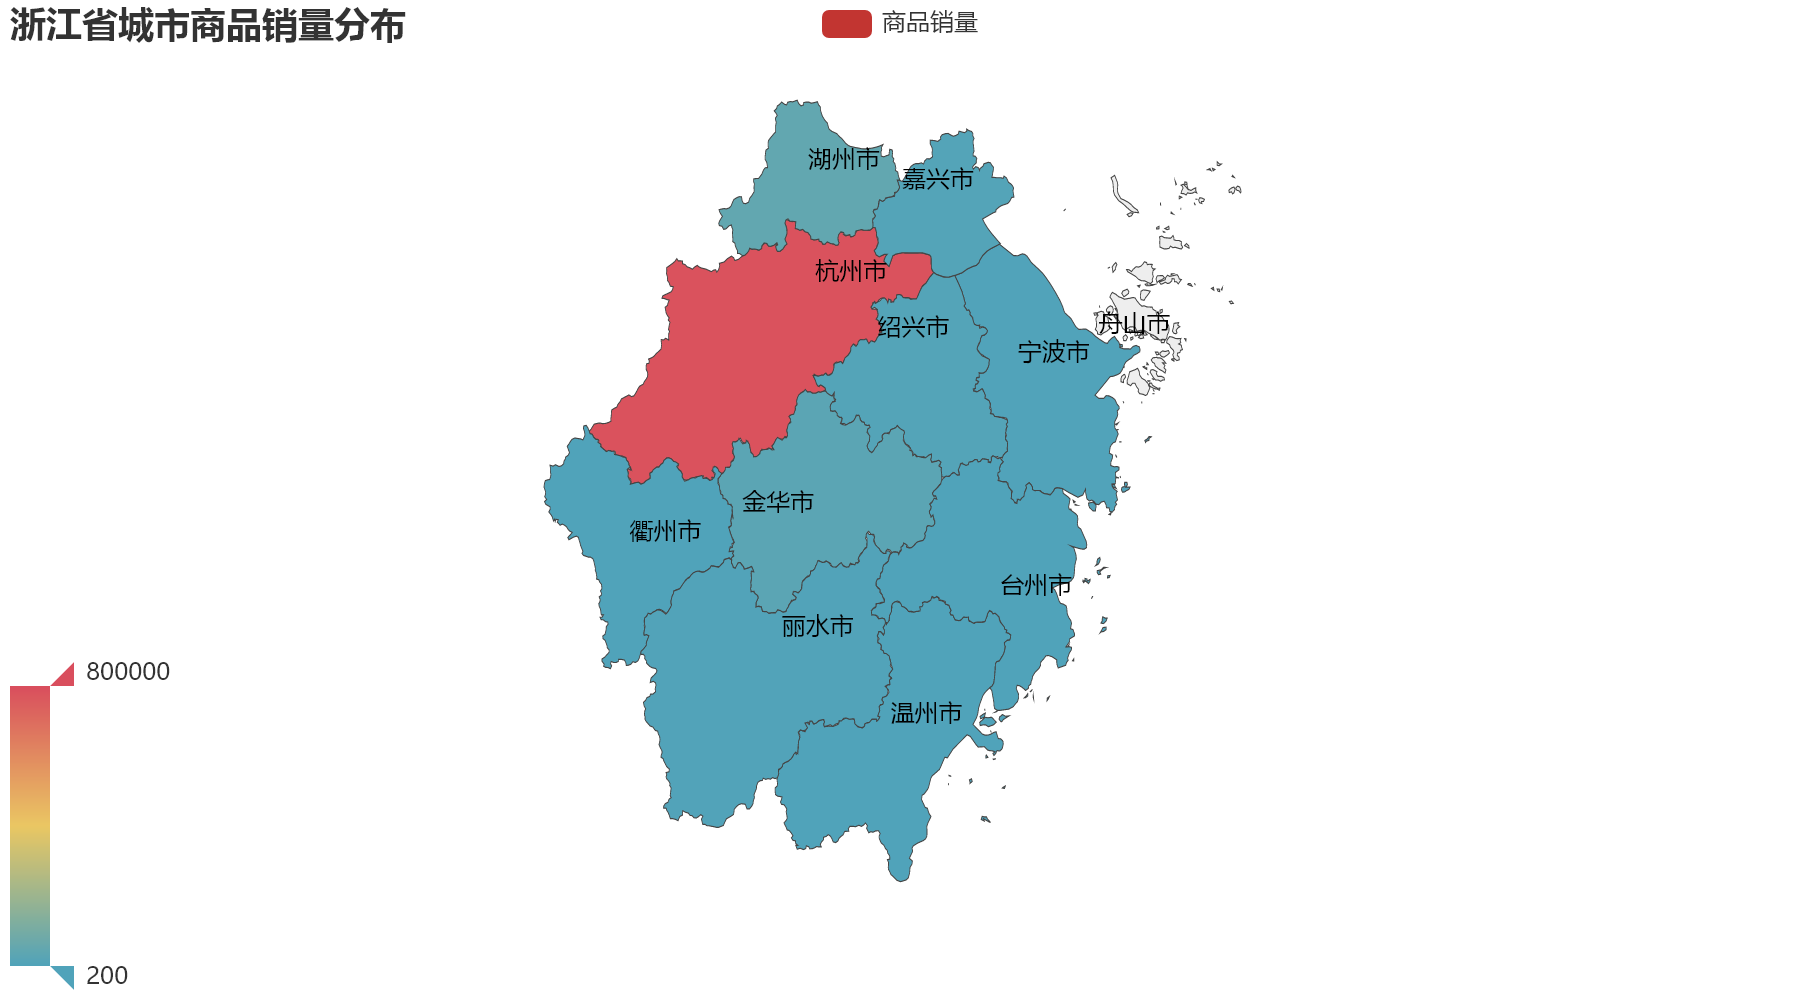 浙江省城市商品销量分布
商品销量
湖州市
嘉兴市
杭州市
绍兴市
舟山市
宁波市
金华市
衢州市
台州市
丽水市
温州市
800000
200